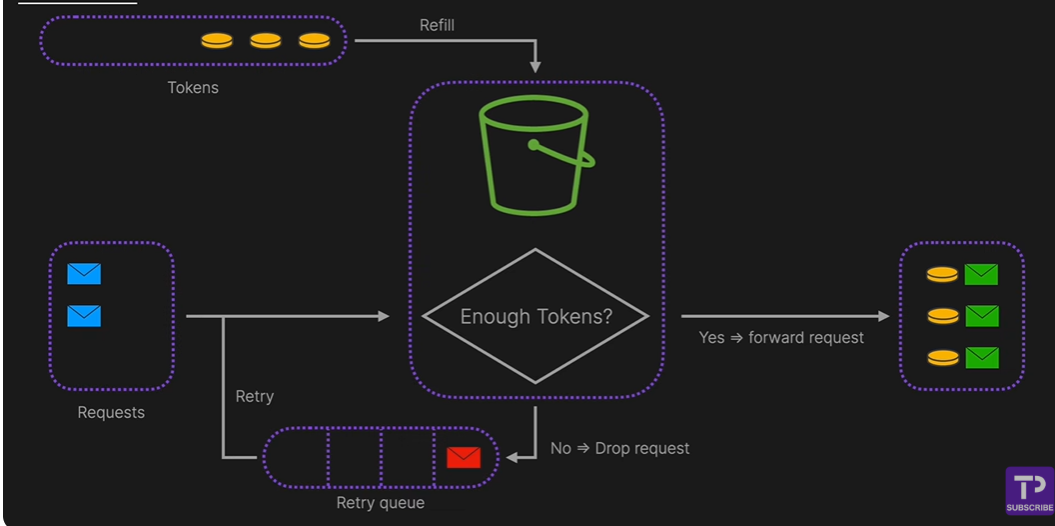 Refill
Tokens
Enough Tokens?
Yes ⇒ forward request
Requests
Retry
No ⇒ Drop request
Retry queue
TP
SUBSCRIBE